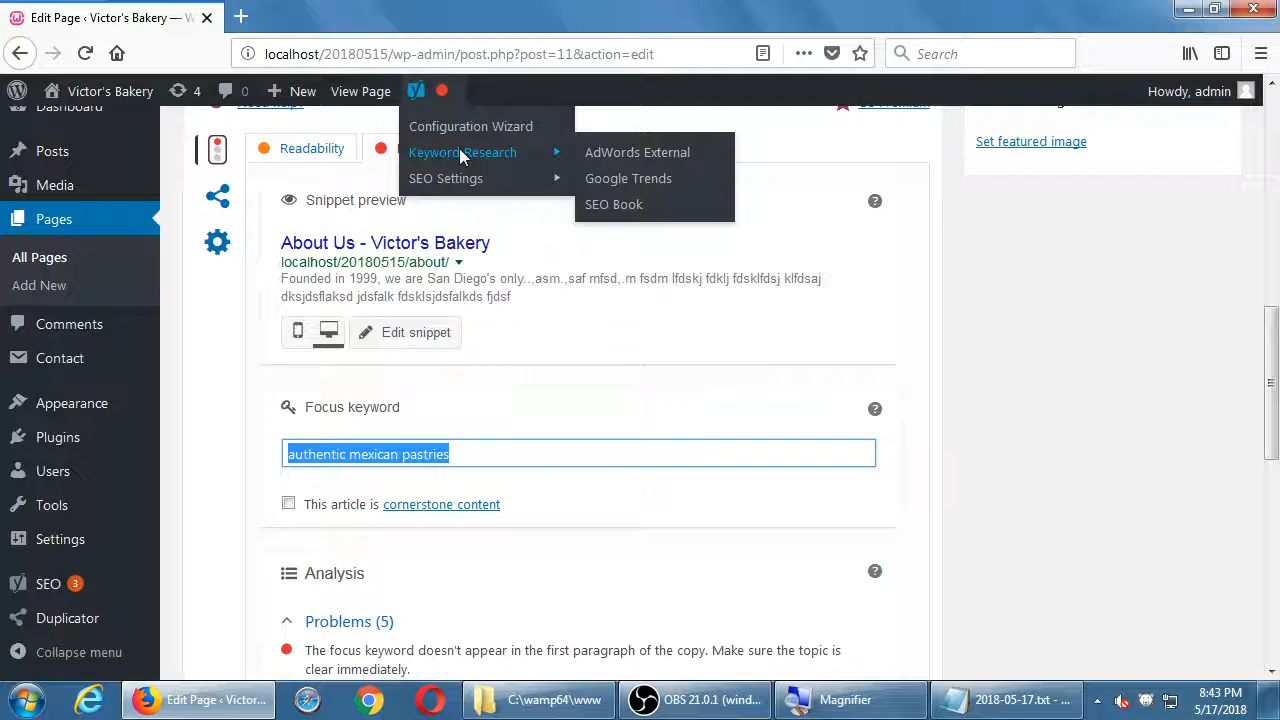 Edit Page ‹ Victor's Bakery — W
localhost/20180515/wp-admin/post.php?post=11&action=edit
Search
Victor's Bakery
4
0
New
View Page
Howdy, admin
Dashboard
Posts
Media
Pages
All Pages
Add New
Comments
Contact
Appearance
Plugins
Users
Tools
Settings
SEO 3
Duplicator
Collapse menu
Configuration Wizard
Keyword Research
SEO Settings
AdWords External
Google Trends
SEO Book
Need help?
Go Premium
Set featured image
Readability
Snippet preview
About Us - Victor's Bakery
localhost/20180515/about/
Founded in 1999, we are San Diego's only..,asm.,saf mfsd,.m fsdm lfdskj fdklj fdsklfdsj klfdsaj
dksjdsflaksd jdsfalk fdsklsjdsfalkds fjdsf
Edit snippet
Focus keyword
authentic mexican pastries
This article is cornerstone content
Analysis
Problems (5)
The focus keyword doesn't appear in the first paragraph of the copy. Make sure the topic is
clear immediately.
Edit Page ‹ Victor...
C:\wamp64\www
OBS 21.0.1 (wind...
Magnifier
2018-05-17.txt - ...
8:43 PM
5/17/2018